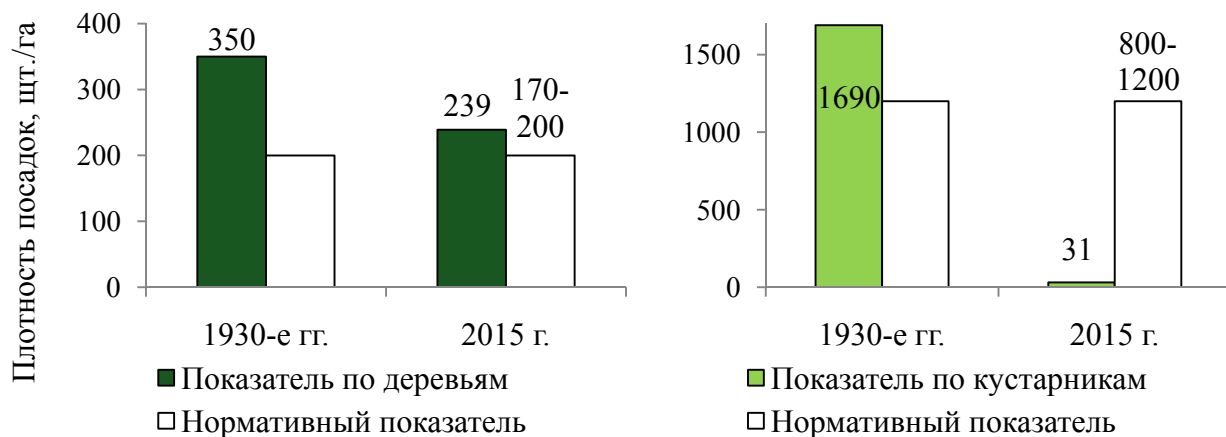 Плотность посадок, щт./га
400
300
200
100
0
350
239
170-
200
1930-е гг.
2015 г.
Показатель по деревьям
Нормативный показатель
1500
1000
500
0
1690
31
800-
1200
1930-е гг.
2015 г.
Показатель по кустарникам
Нормативный показатель